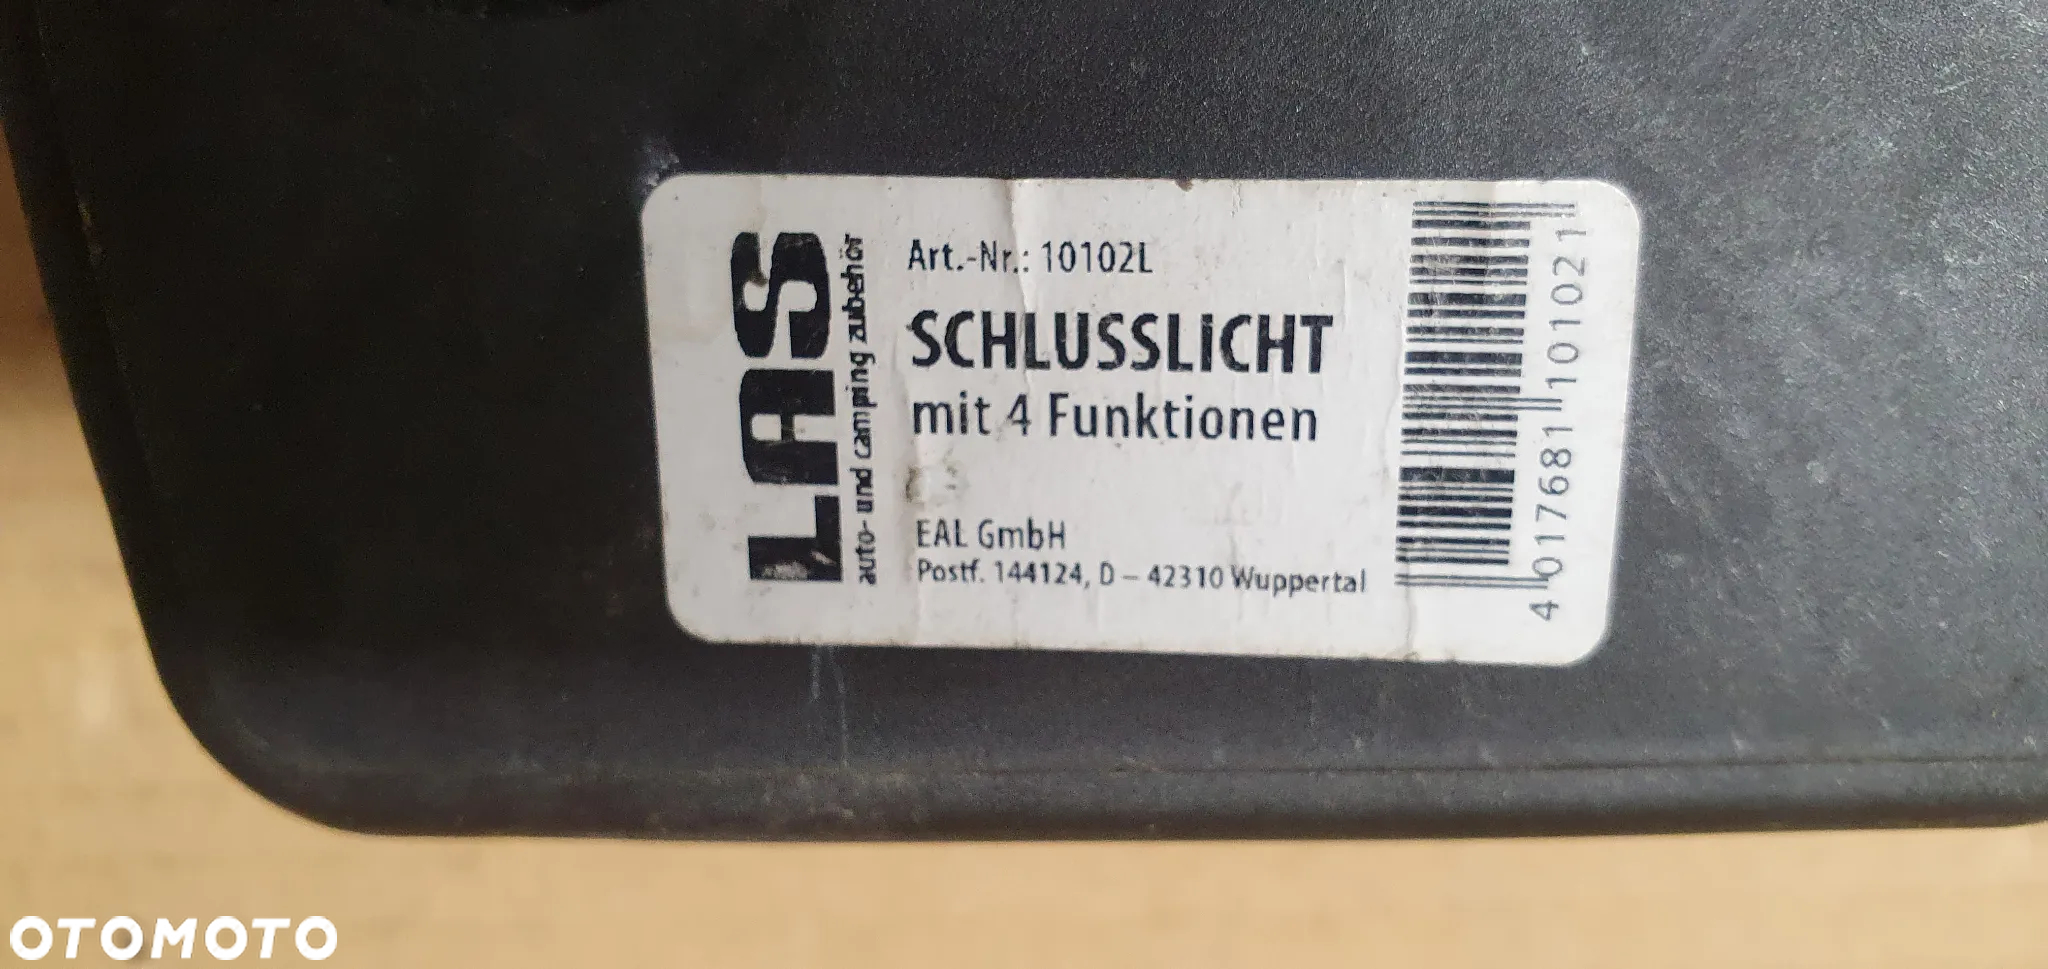 LAS
auto- und camping zubehör
Art.-Nr.: 10102L
SCHLUSSLICHT
mit 4 Funktionen
EAL GmbH
Postf. 144124, D – 42310 Wuppertal
4 017681 101021
OTOMOTO